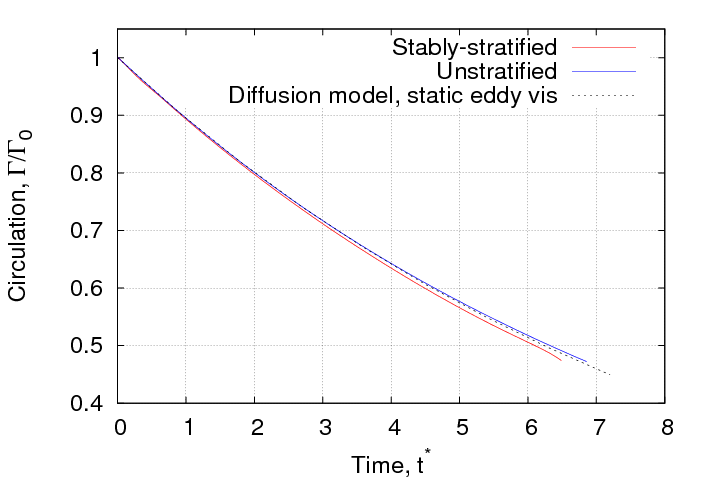 Stably-stratified
Unstratified
Diffusion model, static eddy vis
1
0.9
0.8
0.7
0.6
0.5
0.4
0 1 2 3 4 5 6 7 8
Circulation, Γ/Γ0
Time, t*